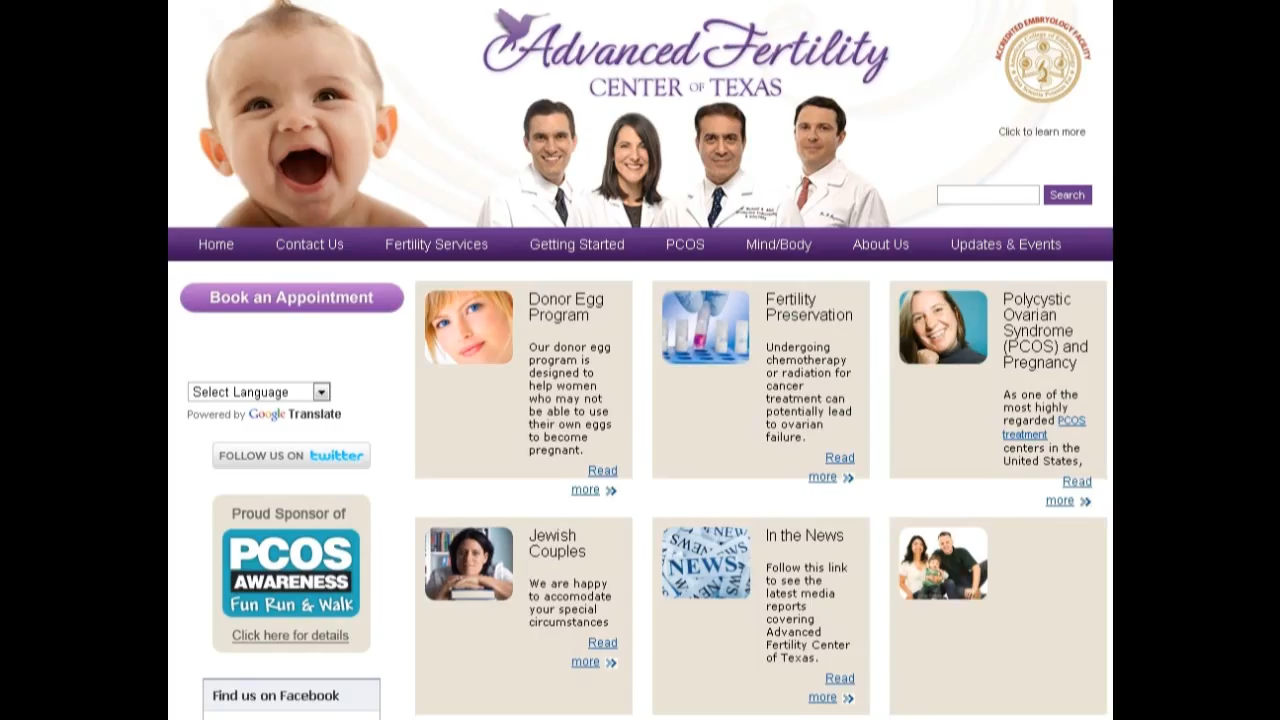 Advanced Fertility
CENTER OF TEXAS
ACCREDITED EMBRYOLOGY FACILITY
Click to learn more
Search
Home
Contact Us
Fertility Services
Getting Started
PCOS
Mind/Body
About Us
Updates & Events
Book an Appointment
Select Language
Powered by Google Translate
FOLLOW US ON twitter
Proud Sponsor of
PCOS
AWARENESS
Fun Run & Walk
Click here for details
Find us on Facebook
Donor Egg
Program
Our donor egg
program is
designed to
help women
who may not
be able to use
their own eggs
to become
pregnant.
Read
more
Fertility
Preservation
Undergoing
chemotherapy
or radiation for
cancer
treatment can
potentially lead
to ovarian
failure.
Read
more
Polycystic
Ovarian
Syndrome
(PCOS) and
Pregnancy
As one of the
most highly
regarded PCOS
treatment
centers in the
United States,
Read
more
Jewish
Couples
We are happy
to accomodate
your special
circumstances
Read
more
NEWS
NEWS
NEWS
In the News
Follow this link
to see the
latest media
reports
covering
Advanced
Fertility Center
of Texas.
Read
more